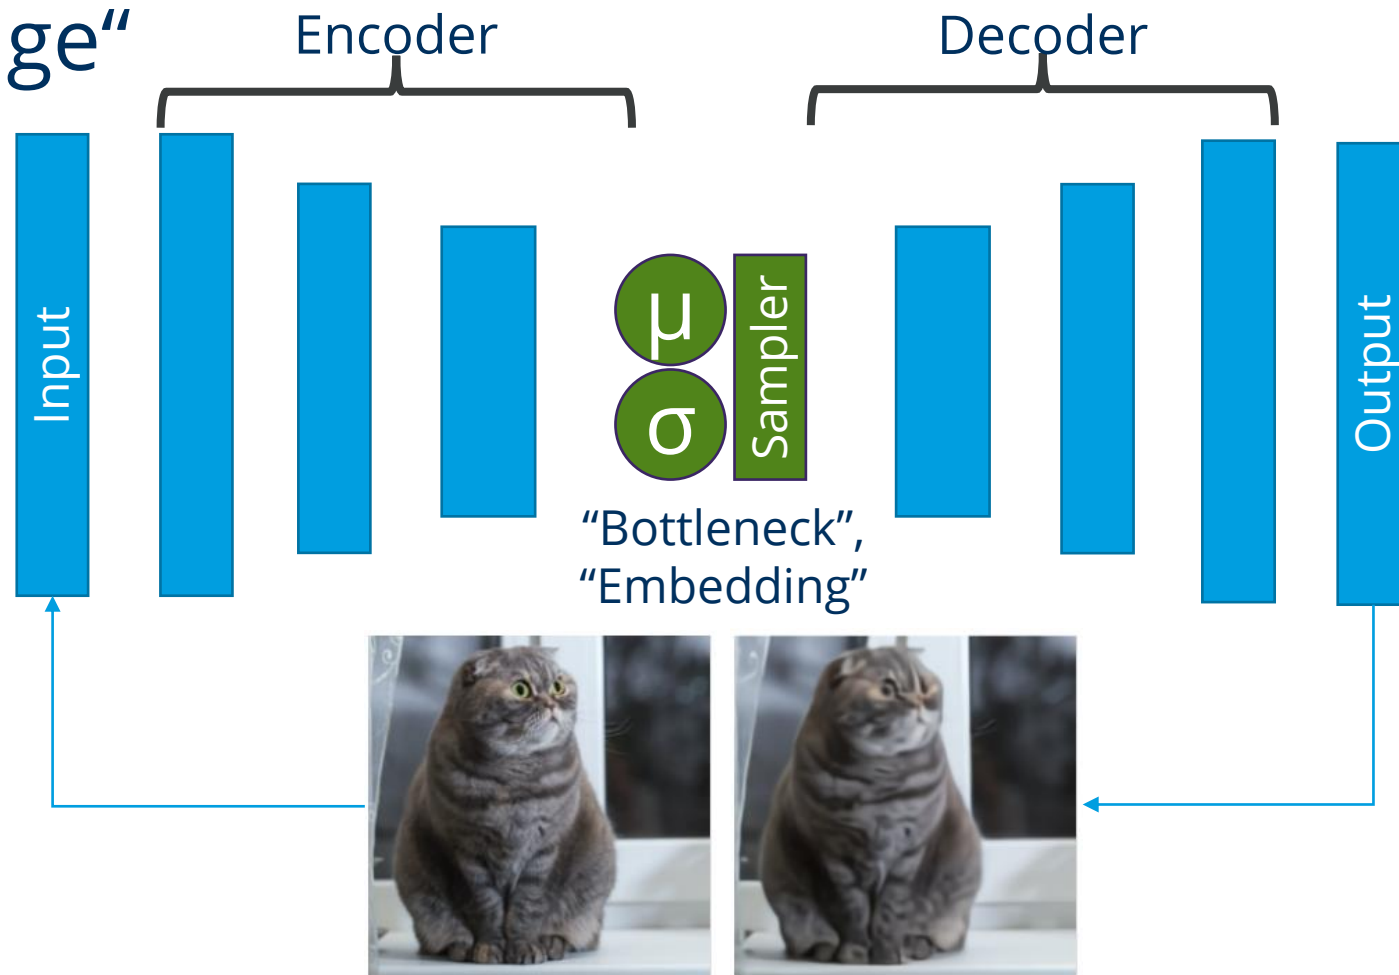 ge“
Encoder
Decoder
Input
μ
σ
Sampler
Output
“Bottleneck”,
“Embedding”